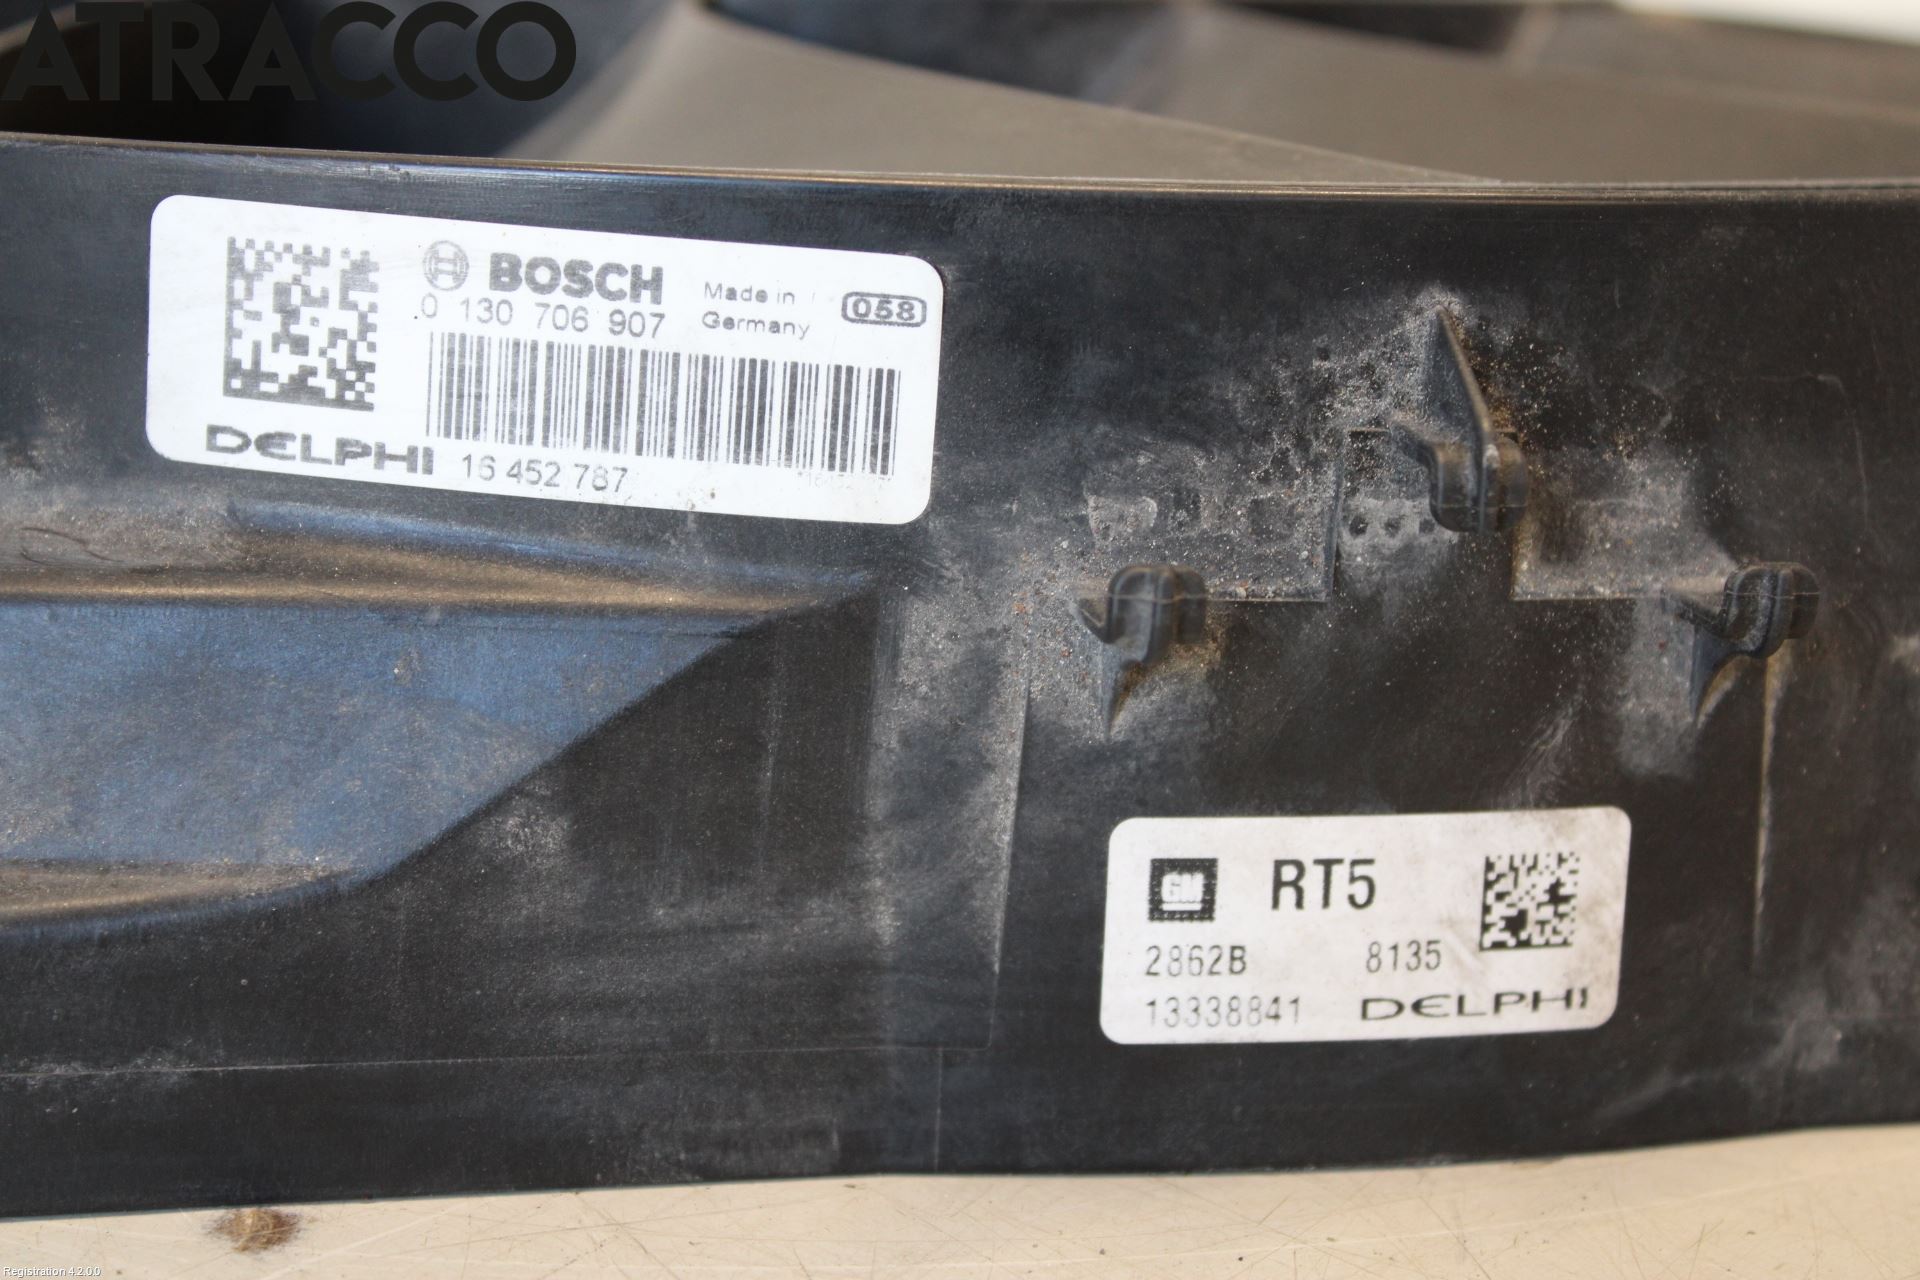 ATRACCO
BOSCH
0 130 706 907
Made in
Germany
058
DELPHI 16 452 787
GM RT5
2862B 8135
13338841 DELPHI
Registration 4.2.0.0